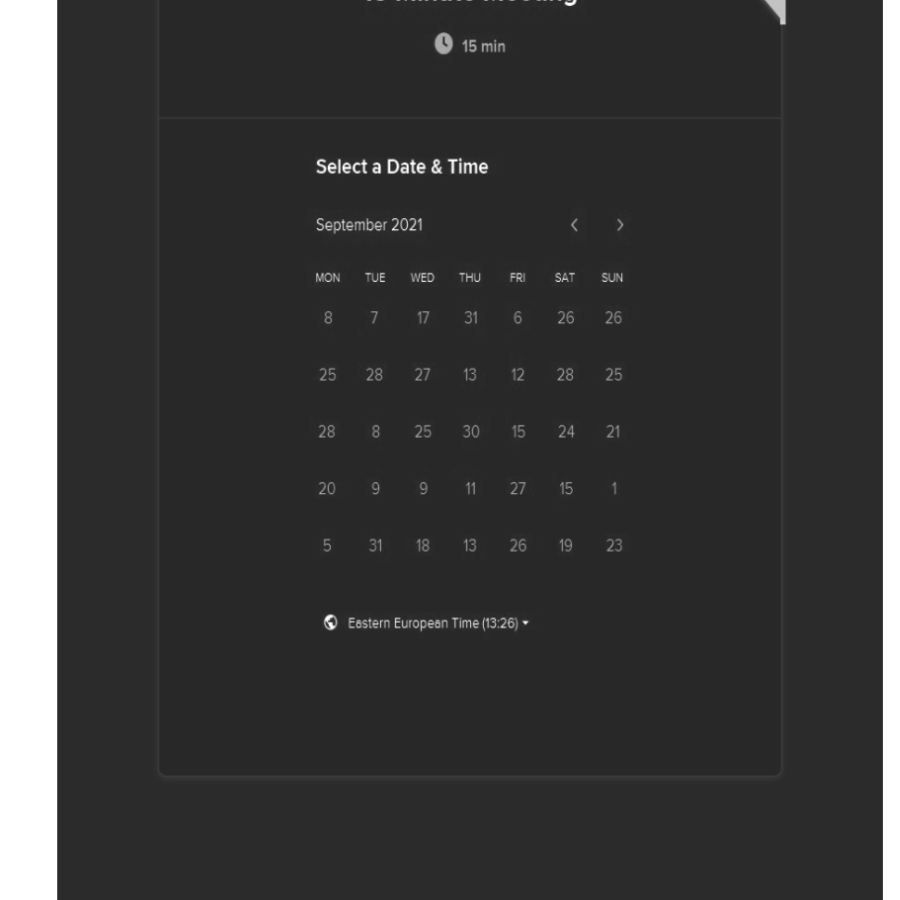 15 min
Select a Date & Time
September 2021
MON TUE WED THU FRI SAT SUN
8 7 17 31 6 26 26
25 28 27 13 12 28 25
28 8 25 30 15 24 21
20 9 9 11 27 15 1
5 31 18 13 26 19 23
Eastern European Time (13:26)